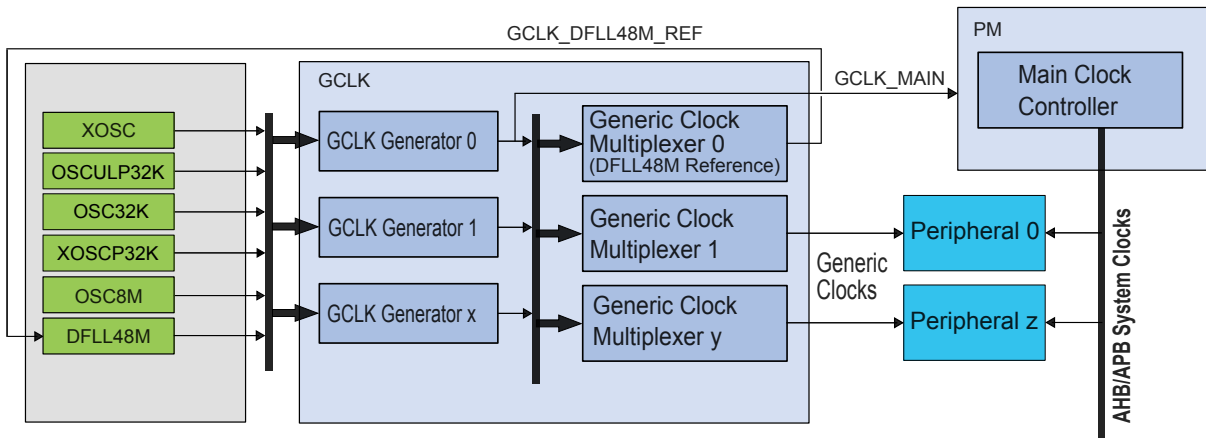 GCLK_DFLL48M_REF
PM
GCLK
GCLK_MAIN
Main Clock
Controller
XOSC
OSCULP32K
OSC32K
XOSCP32K
OSC8M
DFLL48M
GCLK Generator 0
GCLK Generator 1
GCLK Generator x
Generic Clock
Multiplexer 0
(DFLL48M Reference)
Generic Clock
Multiplexer 1
Generic Clock
Multiplexer y
Generic
Clocks
Peripheral 0
Peripheral z
AHB/APB System Clocks